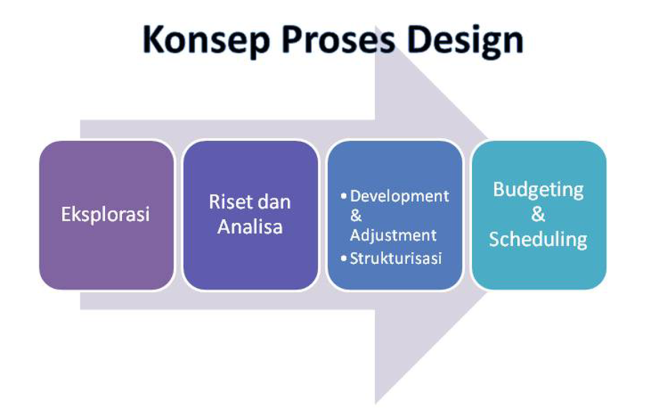 Konsep Proses Design
Eksplorasi
Riset dan
Analisa
• Development
&
Adjustment
• Strukturisasi
Budgeting
&
Scheduling